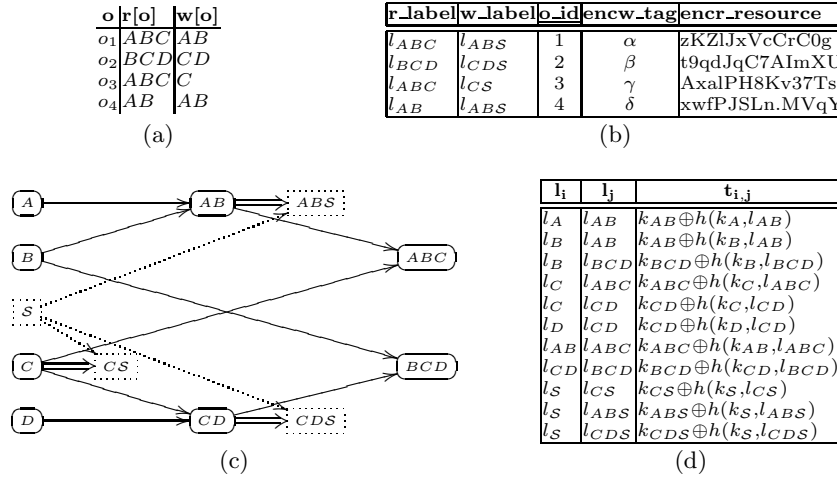 o r[o] w[o]
o1 ABC AB
o2 BCD CD
o3 ABC C
o4 AB AB
(a)
r_label w_label o_id encw_tag encr_resource
lABC lABS 1 α zKZlJxVcCrC0g
lBCD lCDS 2 β t9qdJqC7AImXU
lABC lCS 3 γ AxalPH8Kv37Ts
lAB lABS 4 δ xwfPJSLn.MVqY
(b)
A AB ABS
B ABC
S
C CS BCD
D CD CDS
(c)
li lj ti,j
lA lAB kAB⊕h(kA,lAB)
lB lAB kAB⊕h(kB,lAB)
lB lBCD kBCD⊕h(kB,lBCD)
lC lABC kABC⊕h(kC,lABC)
lC lCD kCD⊕h(kC,lCD)
lD lCD kCD⊕h(kD,lCD)
lAB lABC kABC⊕h(kAB,lABC)
lCD lBCD kBCD⊕h(kCD,lBCD)
lS lCS kCS⊕h(kS,lCS)
lS lABS kABS⊕h(kS,lABS)
lS lCDS kCDS⊕h(kS,lCDS)
(d)